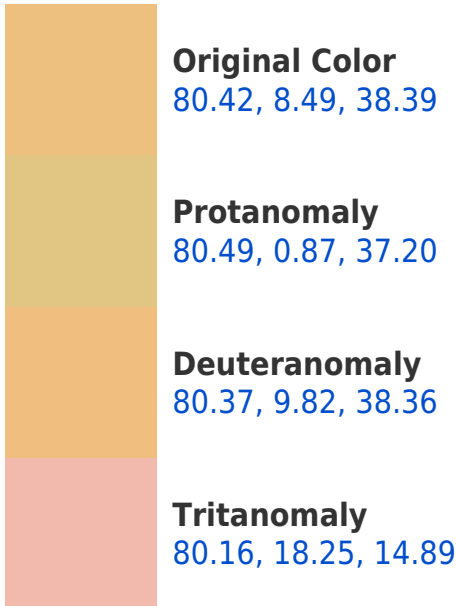 Original Color
80.42, 8.49, 38.39
Protanomaly
80.49, 0.87, 37.20
Deuteranomaly
80.37, 9.82, 38.36
Tritanomaly
80.16, 18.25, 14.89